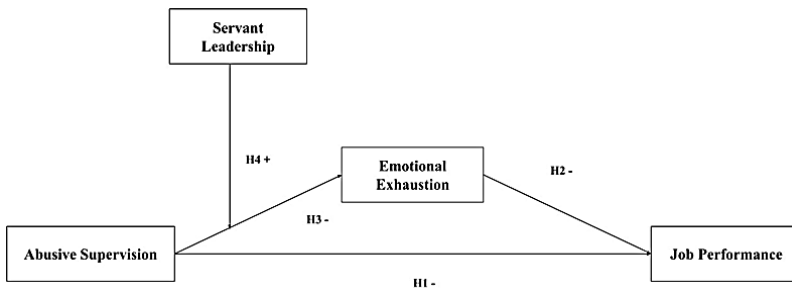 Servant
Leadership
H4 +
Emotional
Exhaustion
H2 -
H3 -
Abusive Supervision
Job Performance
H1 -